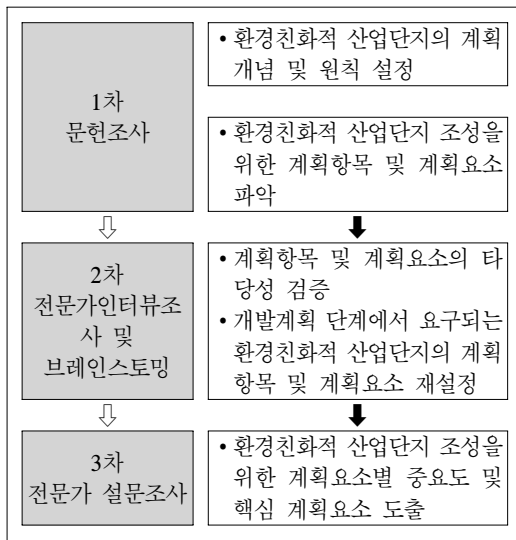 1차
문헌조사
• 환경친화적 산업단지의 계획
개념 및 원칙 설정
• 환경친화적 산업단지 조성을
위한 계획항목 및 계획요소
파악
2차
전문가인터뷰조
사 및
브레인스토밍
• 계획항목 및 계획요소의 타
당성 검증
• 개발계획 단계에서 요구되는
환경친화적 산업단지의 계획
항목 및 계획요소 재설정
3차
전문가 설문조사
• 환경친화적 산업단지 조성을
위한 계획요소별 중요도 및
핵심 계획요소 도출